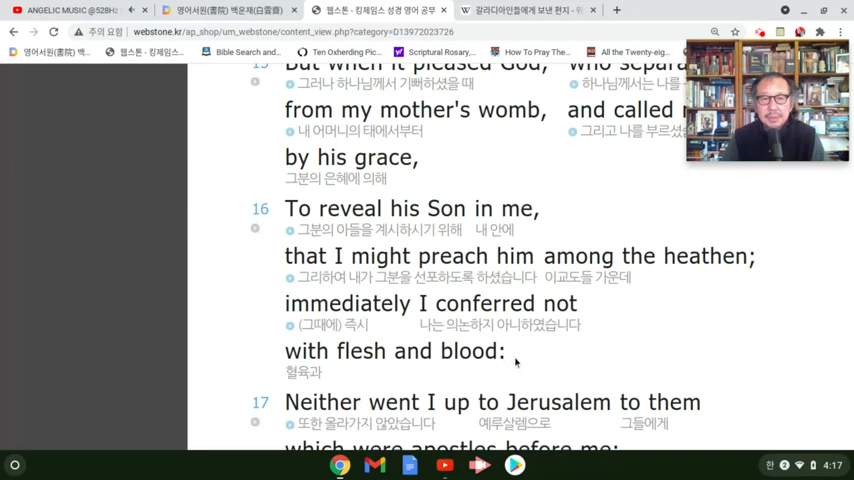 ANGELIC MUSIC @528Hz
영어서원(書院) 백운재(白雲齋)
웹스톤 - 킹제임스 성경 영어 공부
갈라디아인들에게 보낸 편지 - 위
주의 요함 webstone.kr/ap_shop/um_webstone/content_view.php?category=D13972023726
영어서원(書院) 백...
웹스톤 - 킹제임스...
Bible Search and...
Ten Oxherding Pic...
Scriptural Rosary,...
How To Pray The...
All the Twenty-eig...
15 But when it pleased God, who separa
그러나 하나님께서 기뻐하셨을 때 하나님께서는 나를
from my mother's womb, and called
내 어머니의 태에서부터 그리고 나를 부르셨
by his grace,
그분의 은혜에 의해
16 To reveal his Son in me,
그분의 아들을 계시하시기 위해 내 안에
that I might preach him among the heathen;
그리하여 내가 그분을 선포하도록 하셨습니다 이교도들 가운데
immediately I conferred not
(그때에) 즉시 나는 의논하지 아니하였습니다
with flesh and blood:
혈육과
17 Neither went I up to Jerusalem to them
또한 올라가지 않았습니다 예루살렘으로 그들에게
which were apostles before me;
한 2 4:17